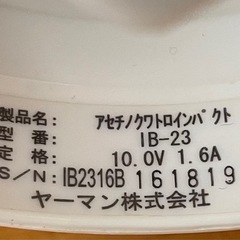 製品名: アセチノクワトロインパクト
型番: IB-23
定格: 10.0V 1.6A
S/N: IB2316B 161819
ヤーマン株式会社